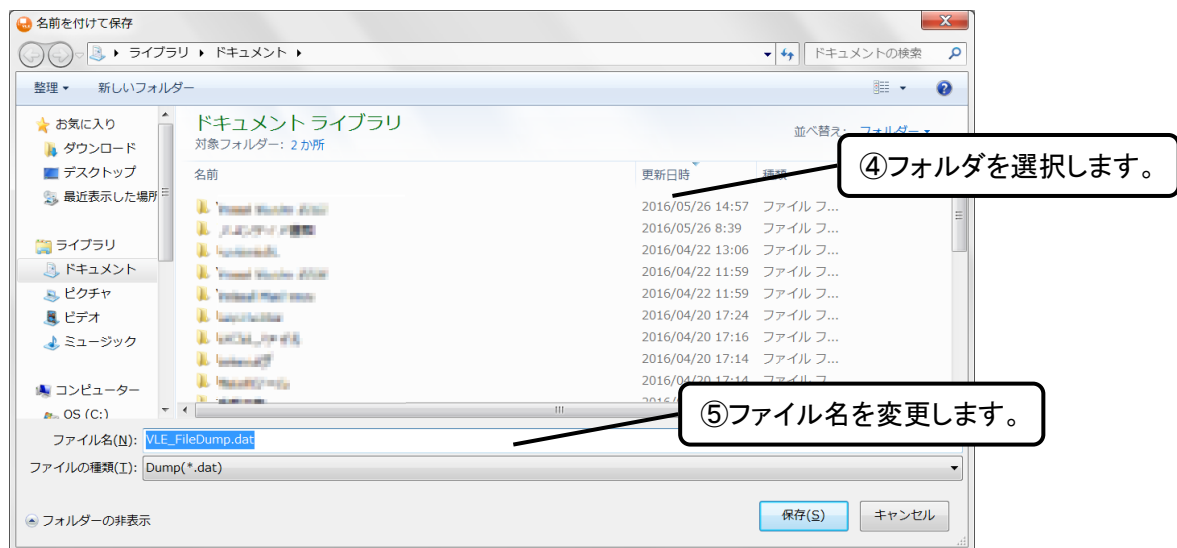 名前を付けて保存
ライブラリ ドキュメント
ドキュメントの検索
整理 新しいフォルダー
お気に入り
ダウンロード
デスクトップ
最近表示した場所
ライブラリ
ドキュメント
ピクチャ
ビデオ
ミュージック
コンピューター
OS (C:)
ドキュメント ライブラリ
対象フォルダー: 2 か所
並べ替え: フォルダー
④フォルダを選択します。
名前 更新日時 種類
2016/05/26 14:57 ファイル フ...
2016/05/26 8:39 ファイル フ...
2016/04/22 13:06 ファイル フ...
2016/04/22 11:59 ファイル フ...
2016/04/22 11:59 ファイル フ...
2016/04/20 17:24 ファイル フ...
2016/04/20 17:16 ファイル フ...
2016/04/20 17:14 ファイル フ...
2016/04/20 17:14 ファイル フ
⑤ファイル名を変更します。
ファイル名(N): VLE_FileDump.dat
ファイルの種類(T): Dump(*.dat)
フォルダーの非表示
保存(S) キャンセル